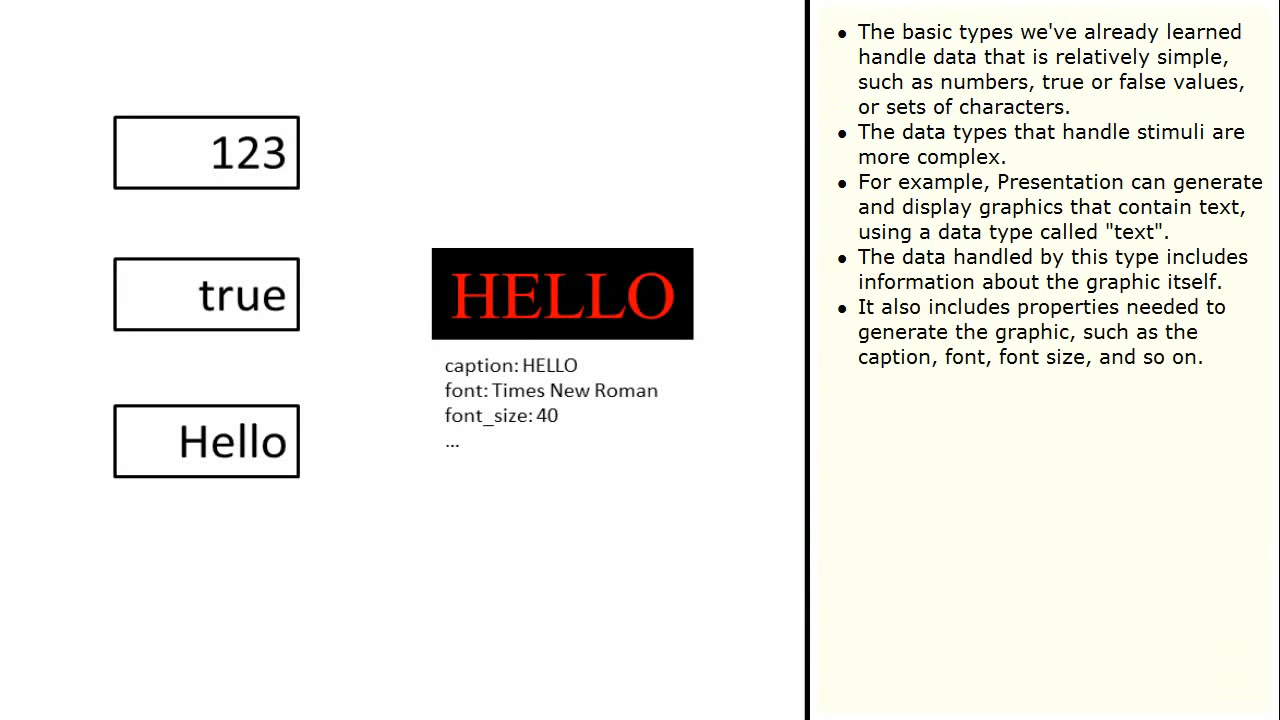 123
true
Hello
HELLO
caption: HELLO
font: Times New Roman
font_size: 40
...
• The basic types we've already learned
handle data that is relatively simple,
such as numbers, true or false values,
or sets of characters.
• The data types that handle stimuli are
more complex.
• For example, Presentation can generate
and display graphics that contain text,
using a data type called "text".
• The data handled by this type includes
information about the graphic itself.
• It also includes properties needed to
generate the graphic, such as the
caption, font, font size, and so on.